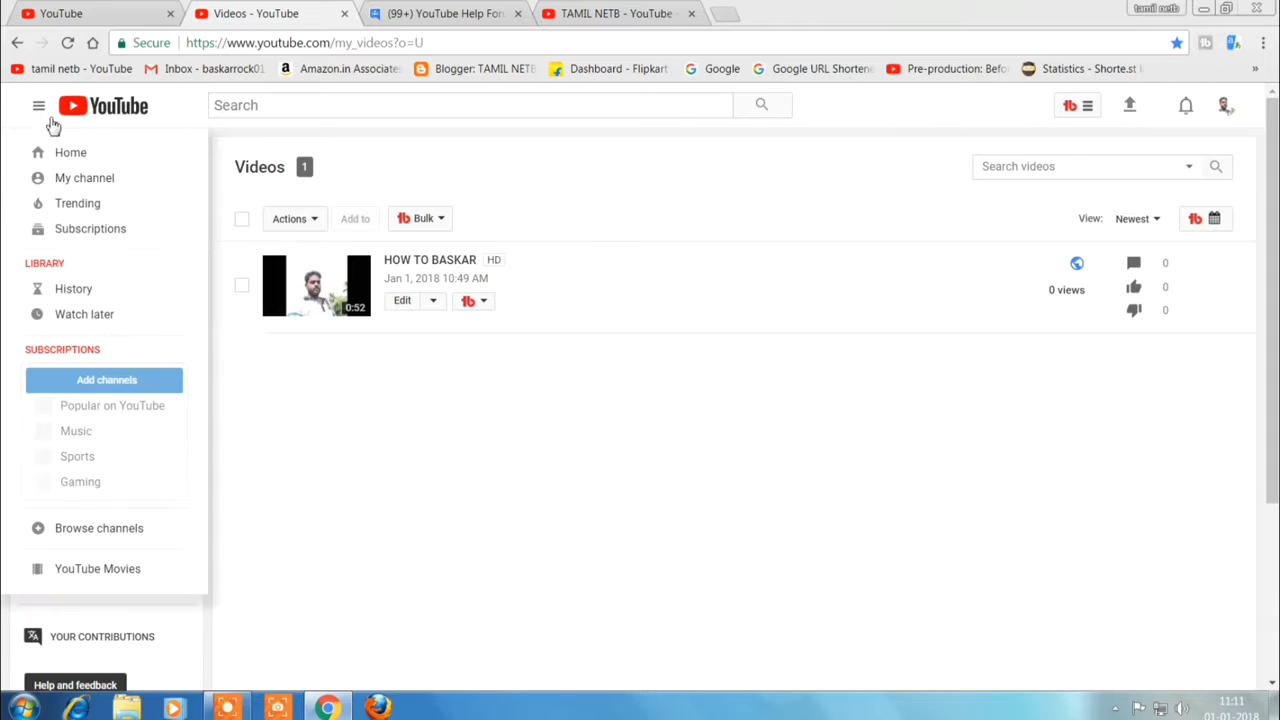 YouTube
Videos - YouTube
(99+) YouTube Help For
TAMIL NETB - YouTube
tamil netb
Secure
https://www.youtube.com/my_videos?o=U
tamil netb - YouTube
Inbox - baskarrock01
Amazon.in Associate
Blogger: TAMIL NETB
Dashboard - Flipkart
Google
Google URL Shortene
Pre-production: Befo
Statistics - Shorte.st
»
YouTube
Search
Home
My channel
Trending
Subscriptions
LIBRARY
History
Watch later
SUBSCRIPTIONS
Add channels
Popular on YouTube
Music
Sports
Gaming
Browse channels
YouTube Movies
YOUR CONTRIBUTIONS
Help and feedback
Videos 1
Search videos
Actions
Add to
Bulk
View: Newest
HOW TO BASKAR HD
Jan 1, 2018 10:49 AM
0:52
Edit
0 views
0
0
0
11:11
01-01-2018